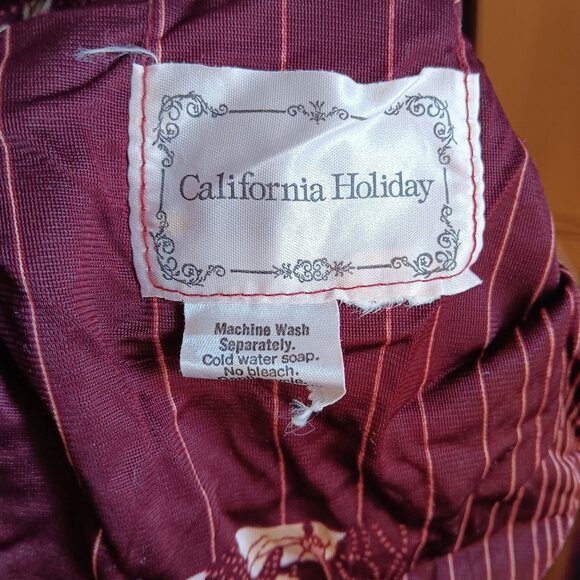 California Holiday
Machine Wash
Separately.
Cold water soap.
No bleach.